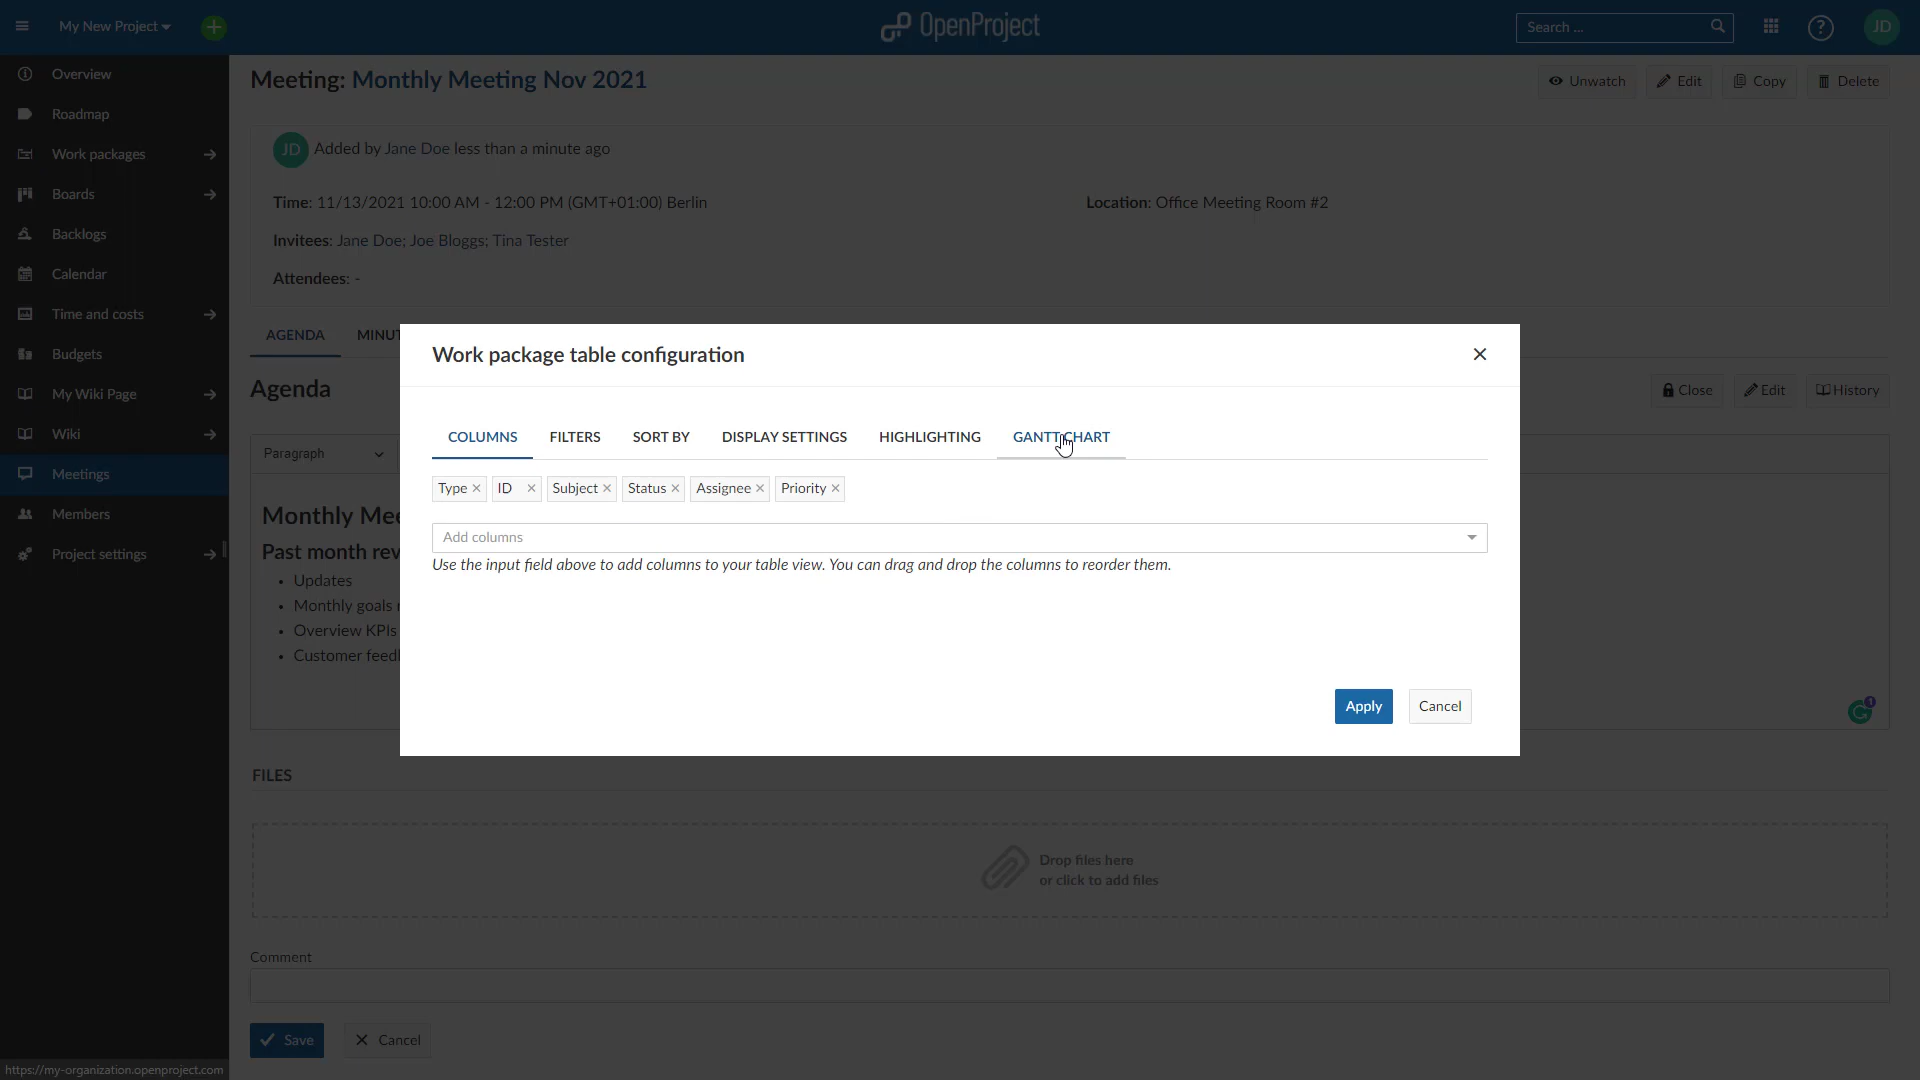 My New Project
OpenProject
Search ...
?
JD
Overview
Roadmap
Work packages
Boards
Backlogs
Calendar
Time and costs
Budgets
My Wiki Page
Wiki
Meetings
Members
Project settings
https://my-organization.openproject.com
Meeting: Monthly Meeting Nov 2021
Unwatch
Edit
Copy
Delete
JD
Added by Jane Doe less than a minute ago
Time: 11/13/2021 10:00 AM - 12:00 PM (GMT+01:00) Berlin
Location: Office Meeting Room #2
Invitees: Jane Doe; Joe Bloggs; Tina Tester
Attendees: -
AGENDA
MINUT
Agenda
Close
Edit
History
Paragraph
Monthly Mee
Past month rev
Updates
Monthly goals
Overview KPIs
Customer feed
Work package table configuration
COLUMNS
FILTERS
SORT BY
DISPLAY SETTINGS
HIGHLIGHTING
GANTT CHART
Type
ID
Subject
Status
Assignee
Priority
Add columns
Use the input field above to add columns to your table view. You can drag and drop the columns to reorder them.
Apply
Cancel
1
FILES
Drop files here
or click to add files
Comment
Save
Cancel